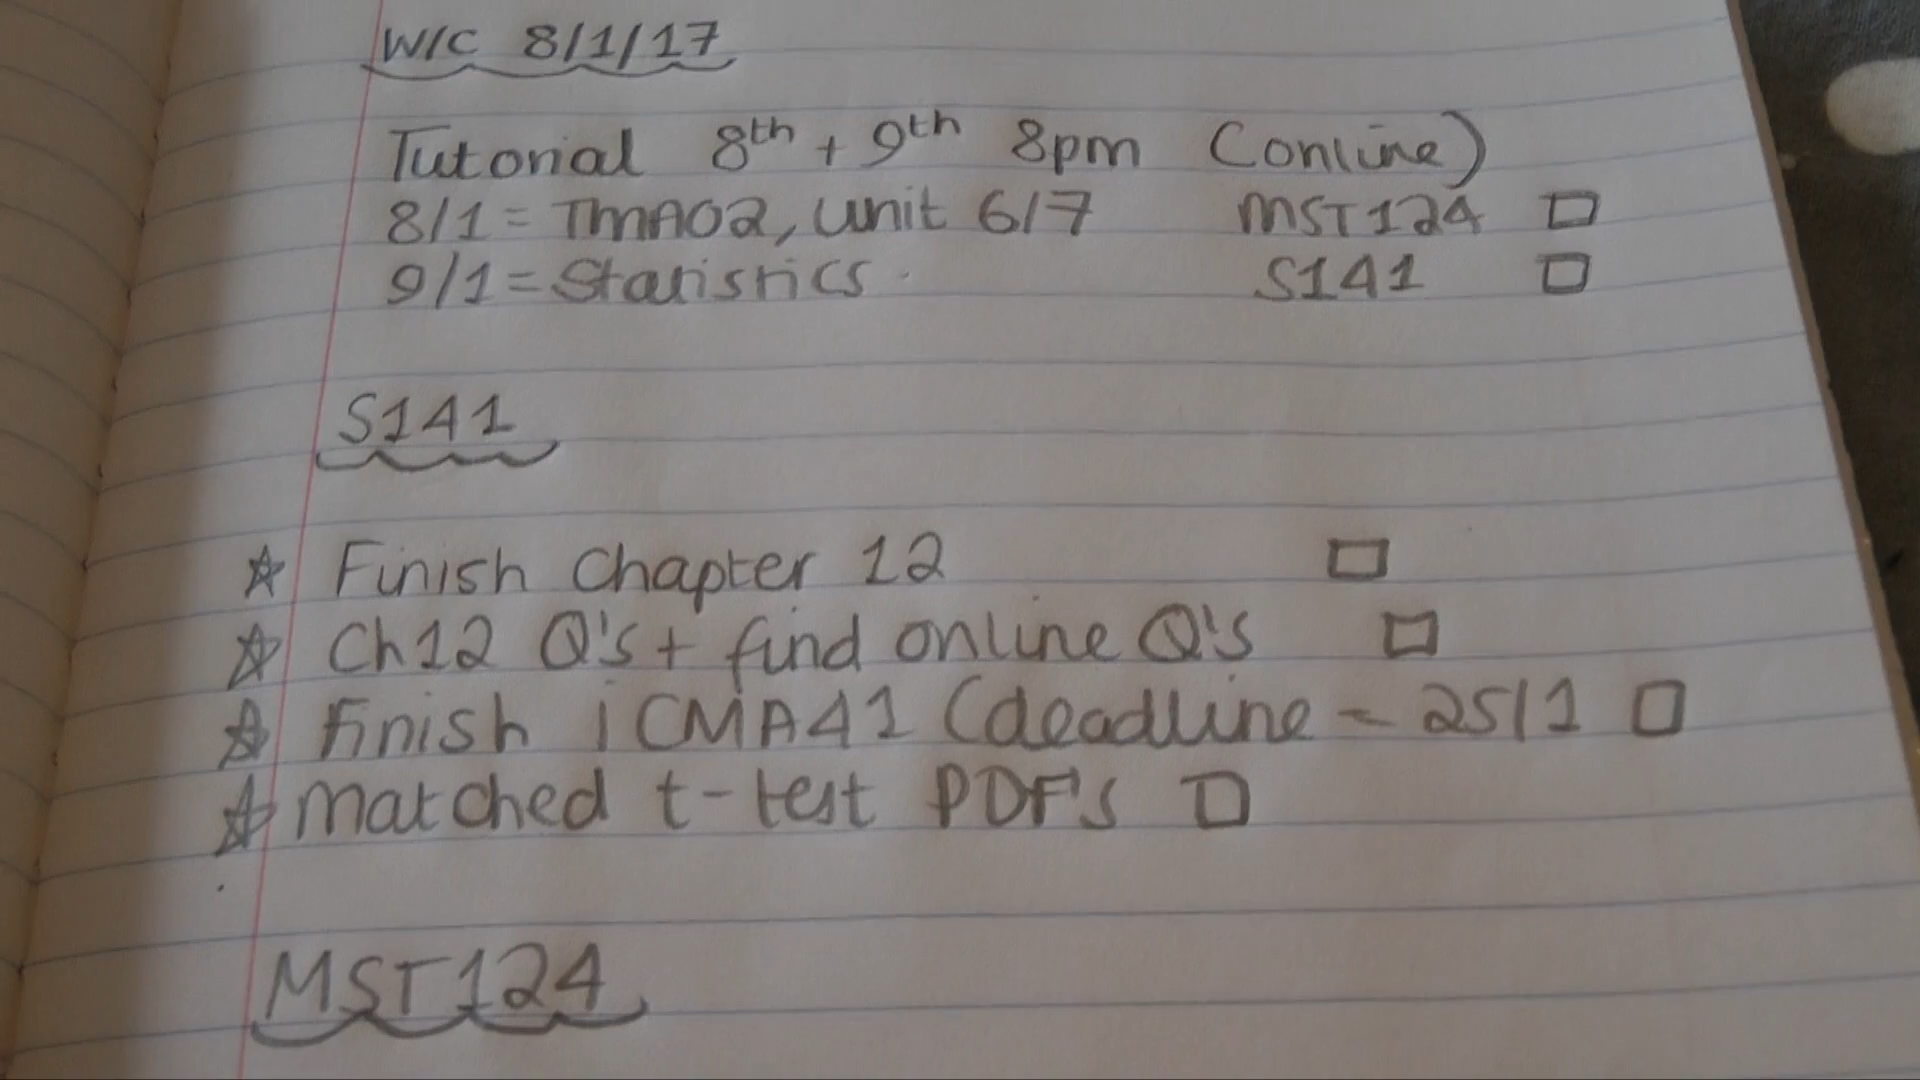 W/C 8/1/17
Tutorial 8th + 9th 8pm (online)
8/1 = TMA02, Unit 6/7 MST124 □
9/1 = Statistics. S141 □
S141
☆ Finish Chapter 12 □
☆ Ch12 Q's + find online Q's □
☆ Finish iCMA41 (deadline = 25/1 □
☆ Matched t-test PDF's □
MST124